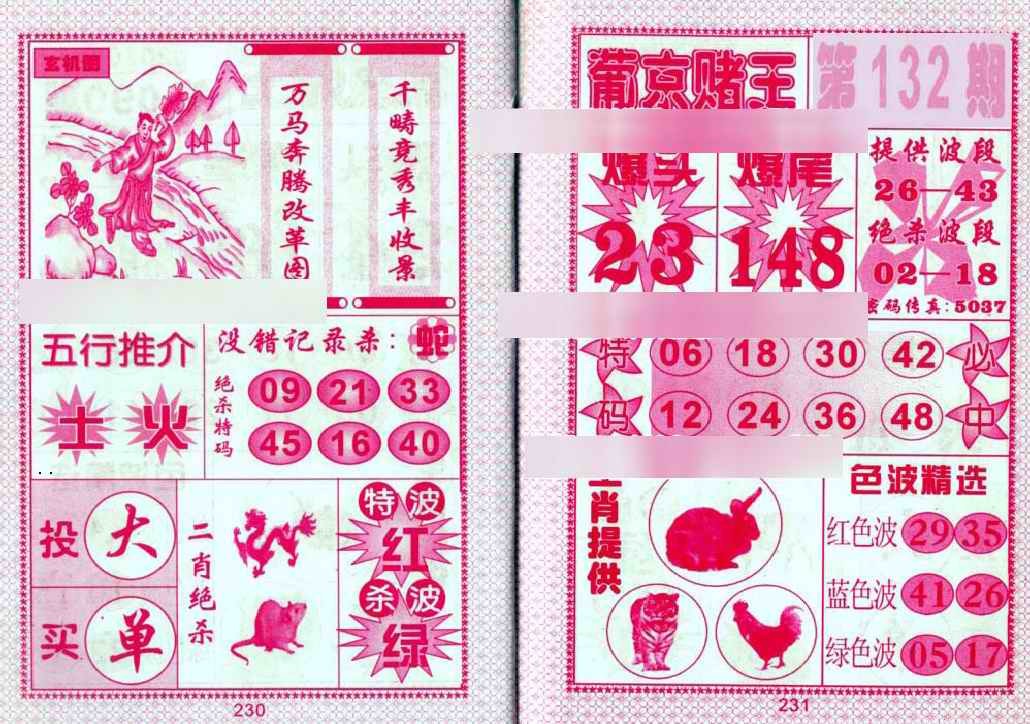 玄机图
千畴竞秀丰收景
万马奔腾改革图
五行推介
土 火
没错记录杀：蛇
绝杀特码
09 21 33
45 16 40
投 大
买 单
二肖绝杀
特波
红
杀波
绿
230
葡京赌王
第132期
爆头
23
爆尾
148
提供波段
26—43
绝杀波段
02—18
密码传真：5037
特码
06 18 30 42
12 24 36 48
必中
生肖提供
色波精选
红色波 29 35
蓝色波 41 26
绿色波 05 17
231